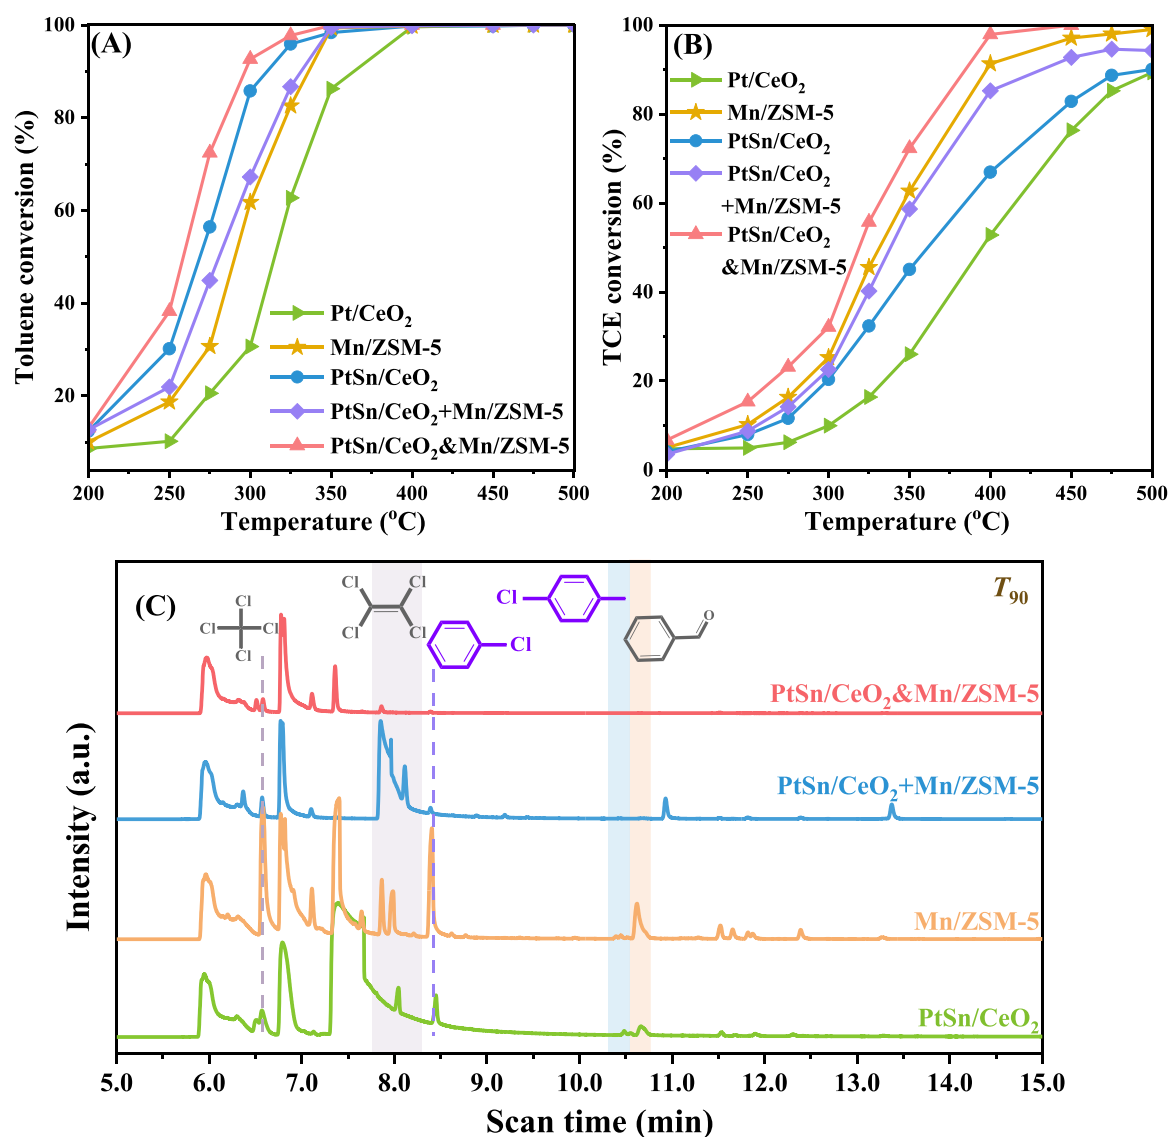 (A)
Toluene conversion (%)
100
80
60
40
20
Pt/CeO₂
Mn/ZSM-5
PtSn/CeO₂
PtSn/CeO₂+Mn/ZSM-5
PtSn/CeO₂&Mn/ZSM-5
200 250 300 350 400 450 500
Temperature (°C)
(B)
TCE conversion (%)
100
80
60
40
20
0
Pt/CeO₂
Mn/ZSM-5
PtSn/CeO₂
PtSn/CeO₂
+Mn/ZSM-5
PtSn/CeO₂
&Mn/ZSM-5
200 250 300 350 400 450 500
Temperature (°C)
(C)
T₉₀
Cl
Cl
Cl
Cl
Cl Cl
Cl Cl
Cl
Cl
O
PtSn/CeO₂&Mn/ZSM-5
PtSn/CeO₂+Mn/ZSM-5
Mn/ZSM-5
PtSn/CeO₂
Intensity (a.u.)
5.0 6.0 7.0 8.0 9.0 10.0 11.0 12.0 13.0 14.0 15.0
Scan time (min)